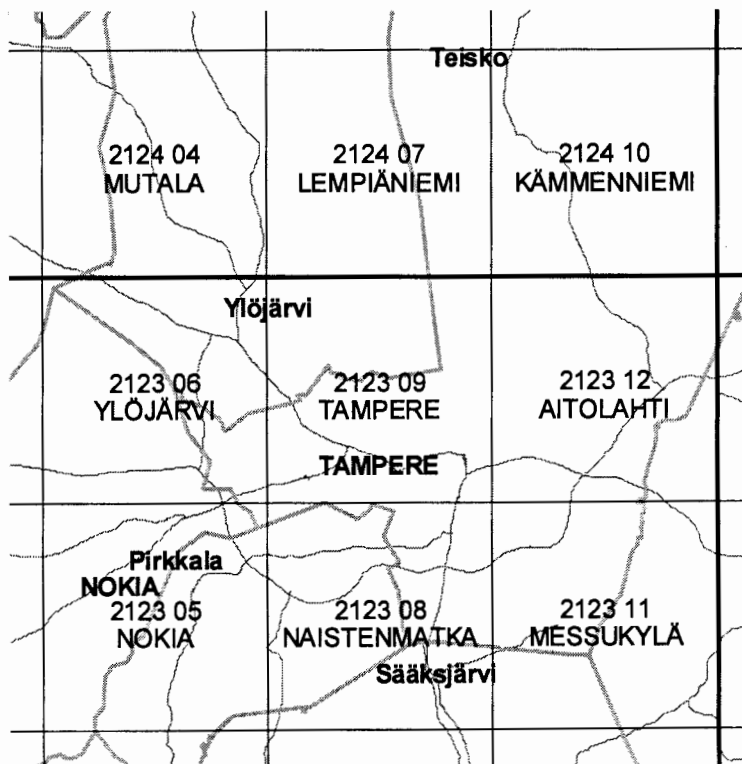 Teisko
2124 04
MUTALA
2124 07
LEMPIÄNIEMI
2124 10
KÄMMENNIEMI
Ylöjärvi
2123 06
YLÖJÄRVI
2123 09
TAMPERE
2123 12
AITOLAHTI
TAMPERE
Pirkkala
NOKIA
2123 05
NOKIA
2123 08
NAISTENMATKA
2123 11
MESSUKYLÄ
Sääksjärvi